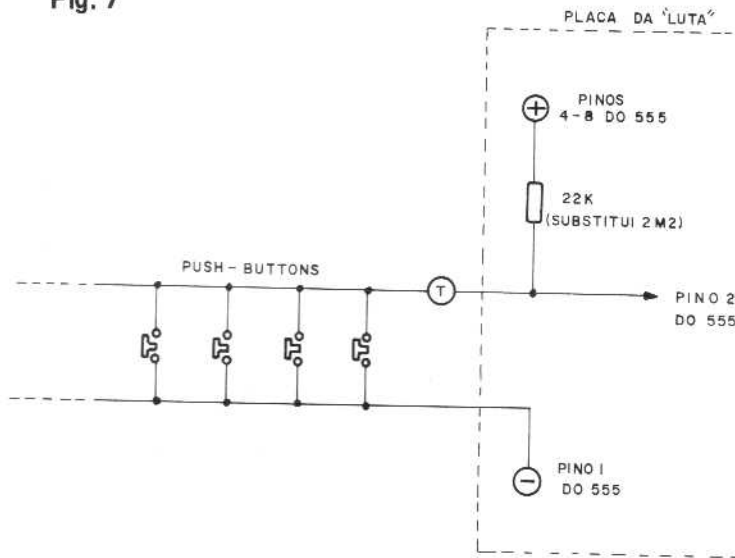 Fig. 7
PLACA DA "LUTA"
PINOS
4-8 DO 555
22K
(SUBSTITUI 2M2)
PUSH-BUTTONS
T
PINO 2
DO 555
PINO 1
DO 555